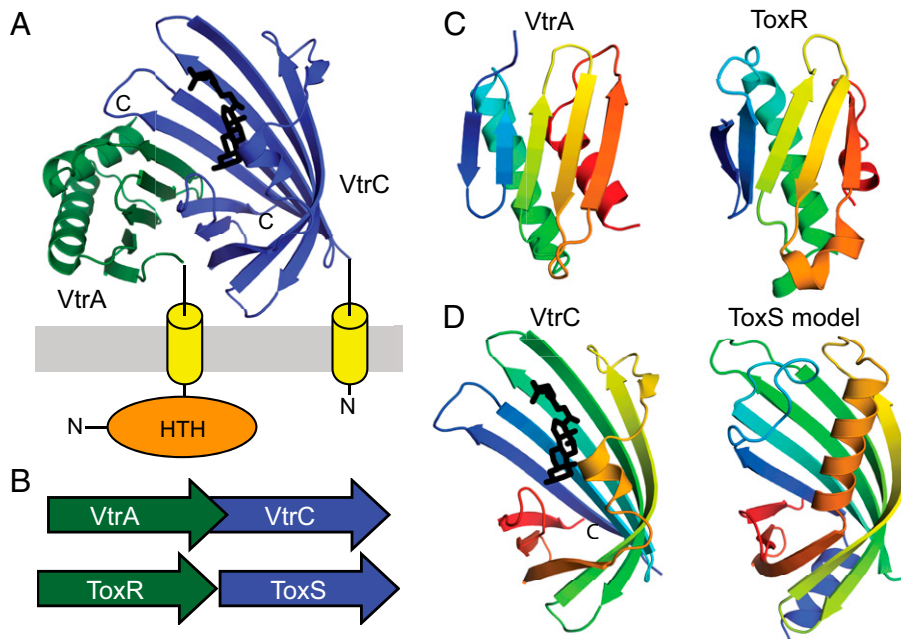 A
C
C
VtrC
VtrA
N
N
HTH
B
VtrA
VtrC
ToxR
ToxS
C
VtrA
ToxR
D
VtrC
ToxS model
C